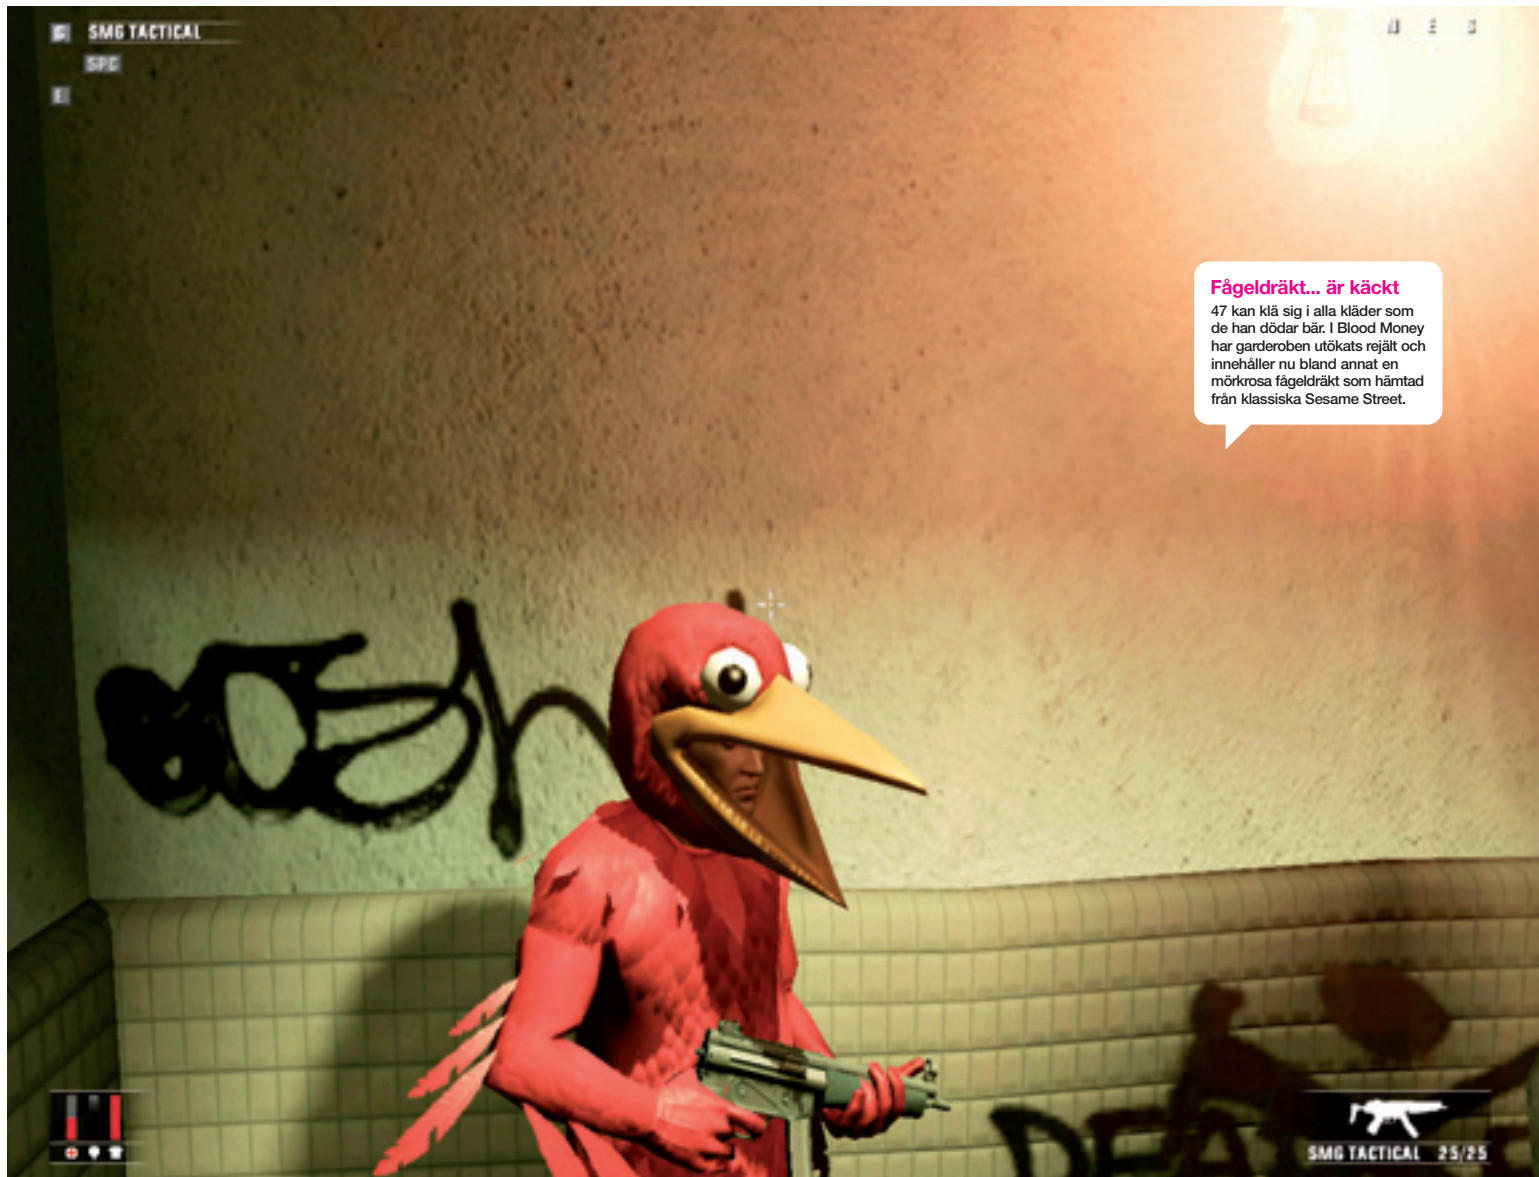 G SMG TACTICAL
SPC
E
Fågeldräkt... är käckt
47 kan klä sig i alla kläder som
de han dödar bär. I Blood Money
har garderoben utökats rejält och
innehåller nu bland annat en
mörkrosa fågeldräkt som hämtad
från klassiska Sesame Street.
SMG TACTICAL 25/25